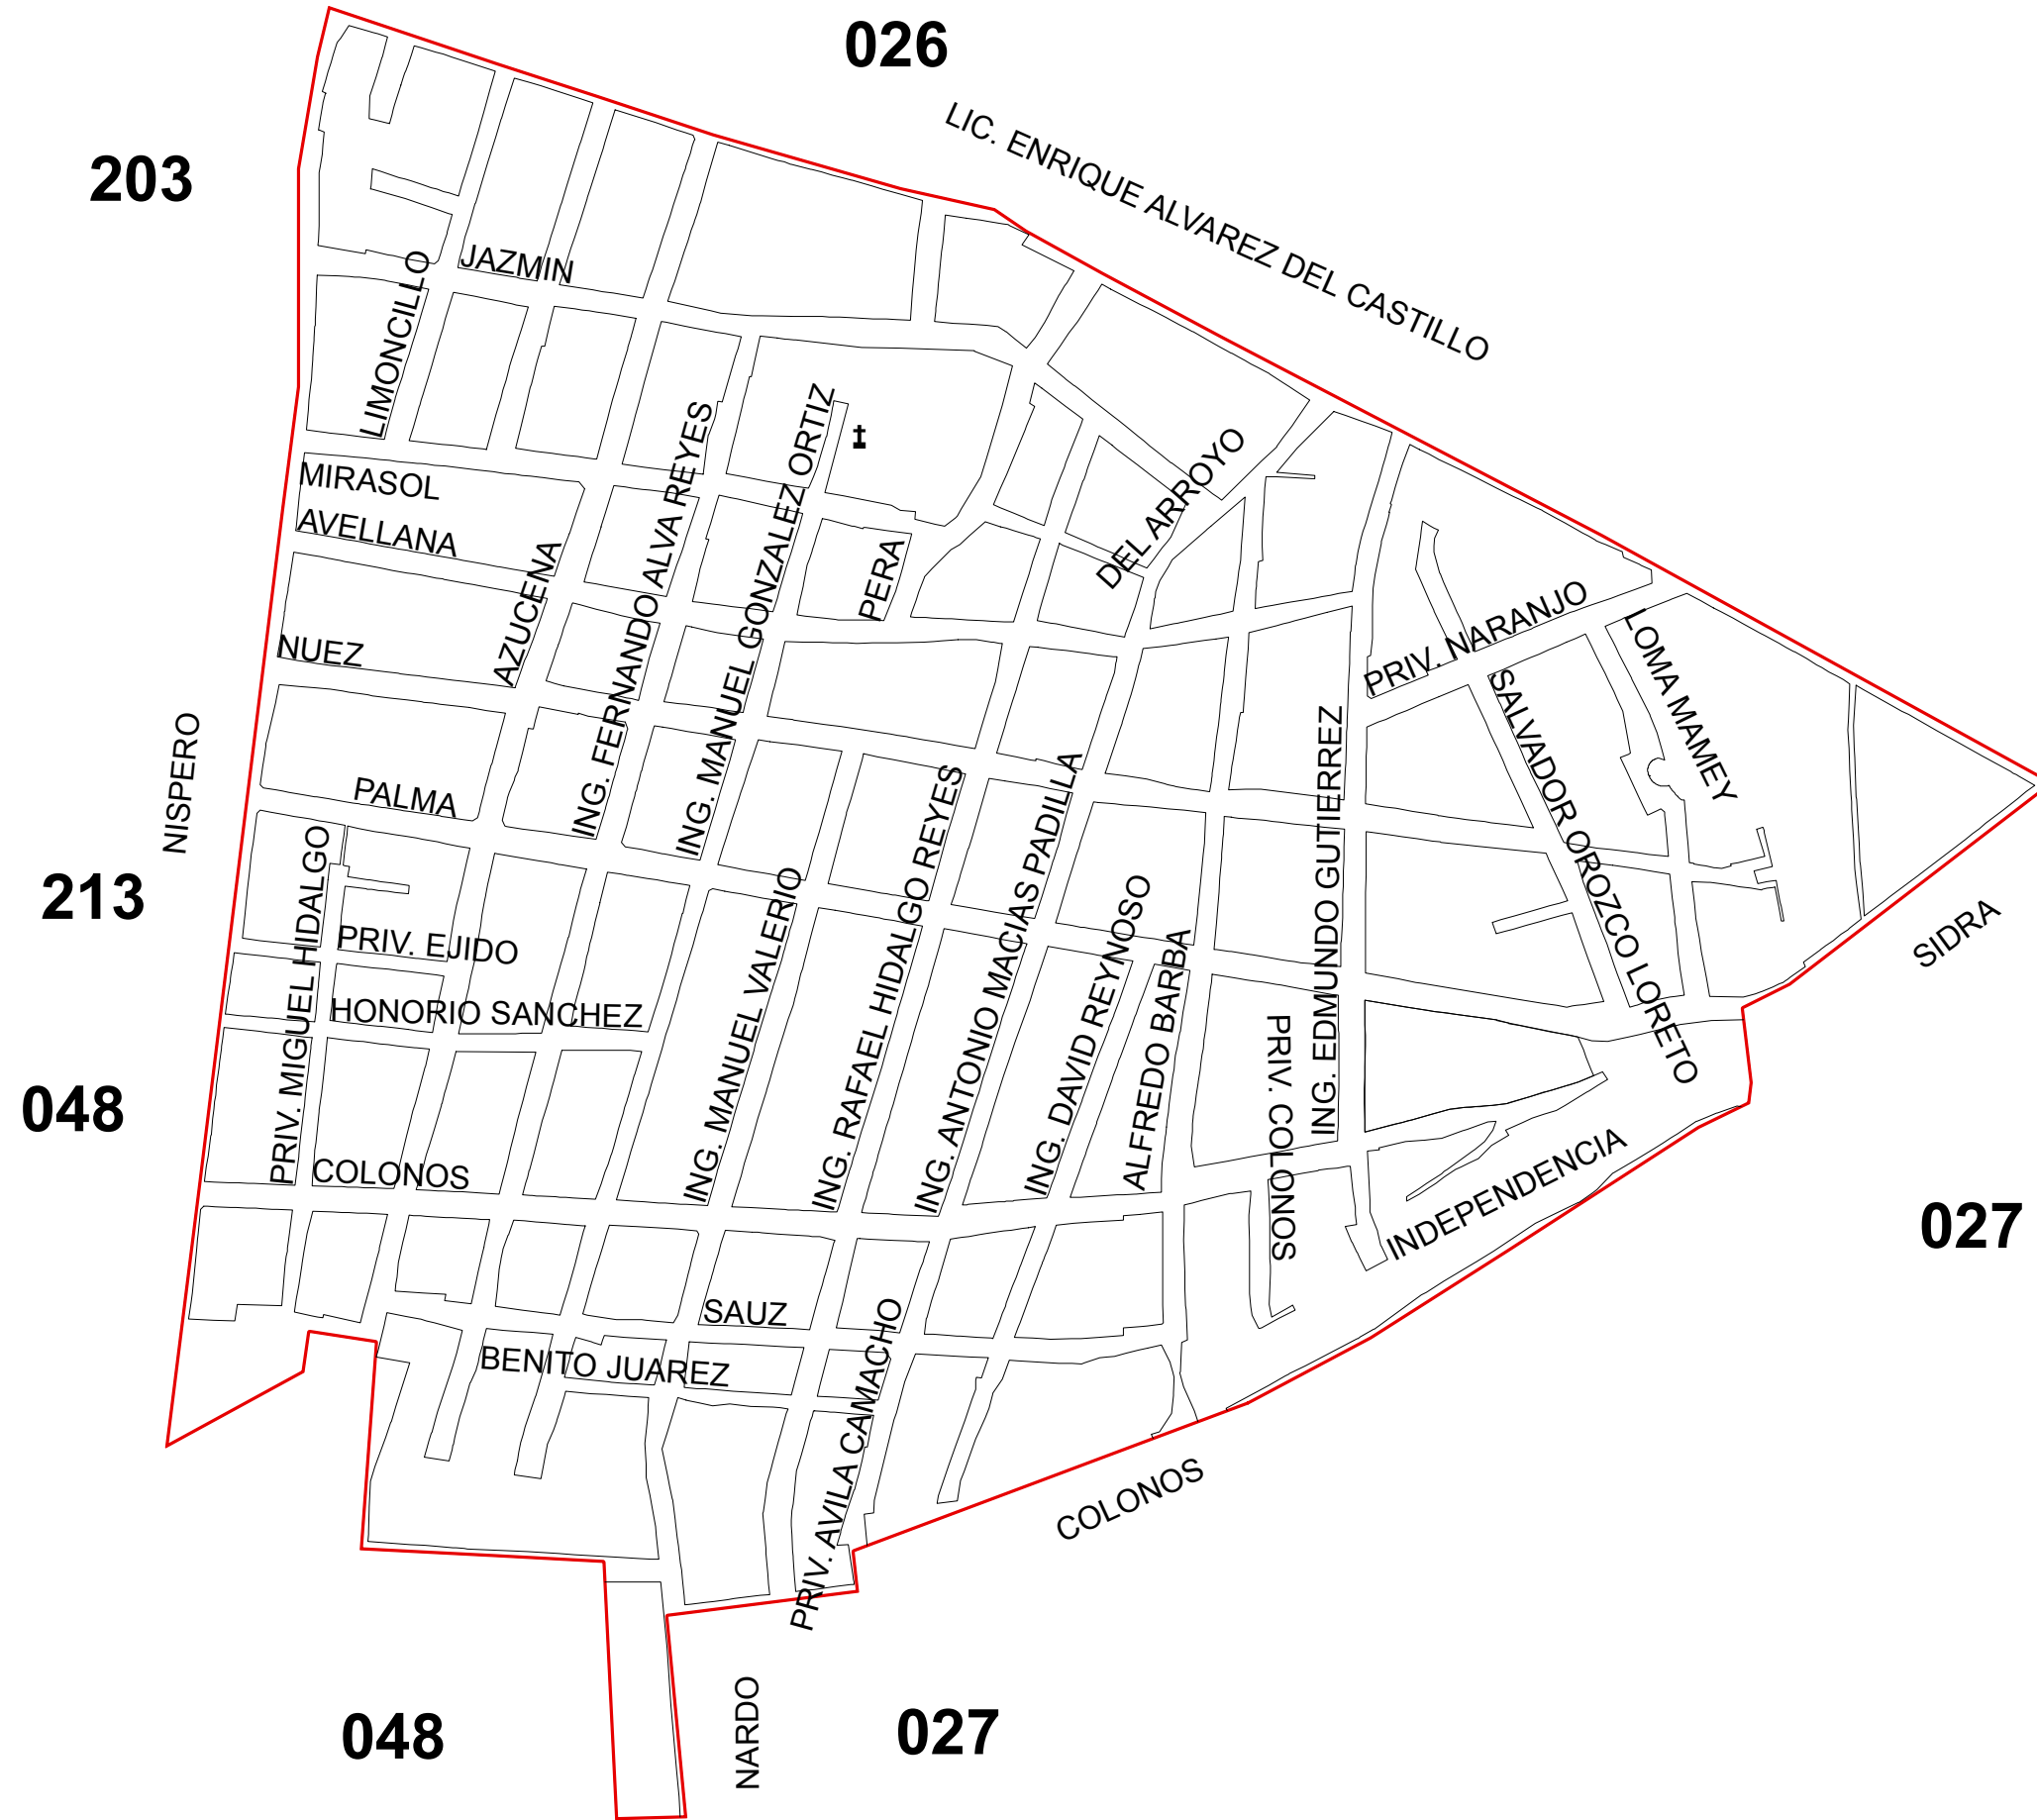 026
LIC. ENRIQUE ALVAREZ DEL CASTILLO
203
JAZMIN
LIMONCILLO
MIRASOL
AVELLANA
AZUCENA
ING. FERNANDO ALVA REYES
ING. MANUEL GONZALEZ ORTIZ
PERA
DEL ARROYO
PRIV. NARANJO
LOMA MAMEY
SALVADOR OROZCO LORETO
NUEZ
NISPERO
PALMA
213
PRIV. MIGUEL HIDALGO
PRIV. EJIDO
HONORIO SANCHEZ
ING. MANUEL VALERIO
ING. RAFAEL HIDALGO REYES
ING. ANTONIO MACIAS PADILLA
ING. DAVID REYNOSO
ALFREDO BARBA
PRIV. COLONOS
ING. EDMUNDO GUTIERREZ
SIDRA
048
COLONOS
INDEPENDENCIA
027
SAUZ
BENITO JUAREZ
PRIV. AVILA CAMACHO
COLONOS
NARDO
048
027